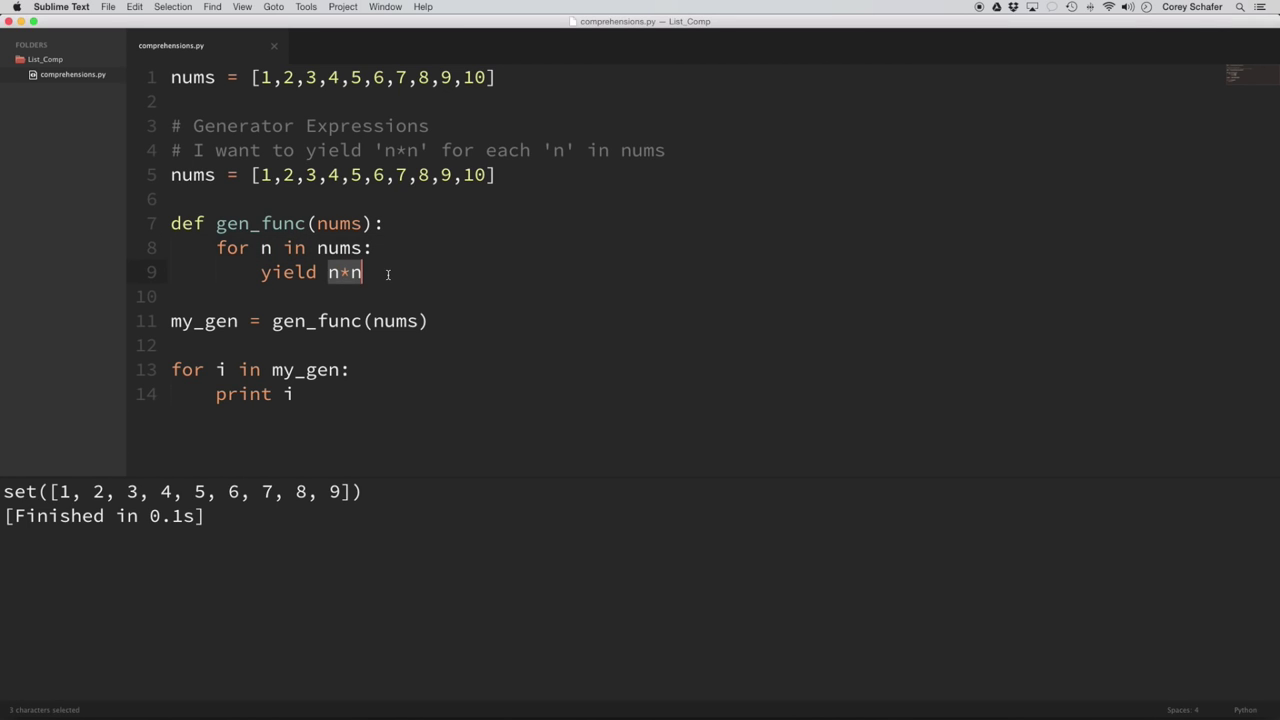 Sublime Text File Edit Selection Find View Goto Tools Project Window Help Corey Schafer
comprehensions.py — List_Comp
FOLDERS
List_Comp
comprehensions.py
comprehensions.py
1 nums = [1,2,3,4,5,6,7,8,9,10]
2
3 # Generator Expressions
4 # I want to yield 'n*n' for each 'n' in nums
5 nums = [1,2,3,4,5,6,7,8,9,10]
6
7 def gen_func(nums):
8 for n in nums:
9 yield n*n
10
11 my_gen = gen_func(nums)
12
13 for i in my_gen:
14 print i
set([1, 2, 3, 4, 5, 6, 7, 8, 9])
[Finished in 0.1s]
3 characters selected Spaces: 4 Python